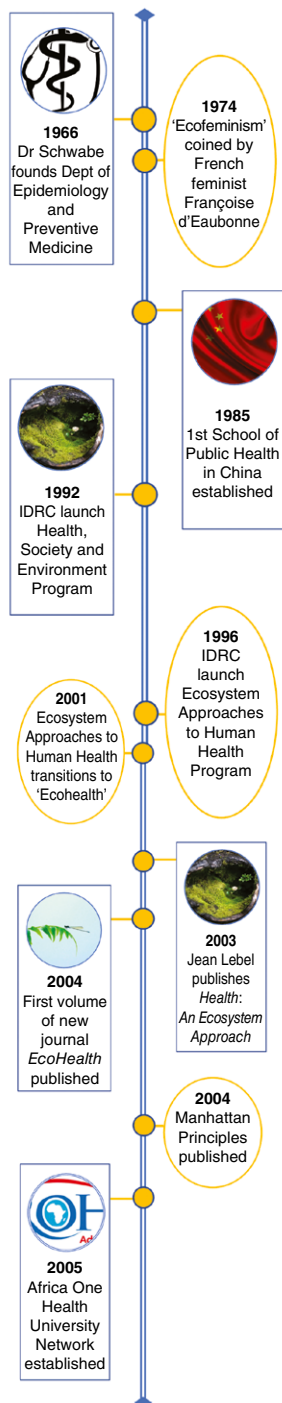 1966
Dr Schwabe
founds Dept of
Epidemiology
and
Preventive
Medicine
1974
‘Ecofeminism’
coined by
French
feminist
Françoise
d’Eaubonne
1985
1st School of
Public Health
in China
established
1992
IDRC launch
Health,
Society and
Environment
Program
1996
IDRC
launch
Ecosystem
Approaches
to Human
Health
Program
2001
Ecosystem
Approaches to
Human Health
transitions to
‘Ecohealth’
2003
Jean Lebel
publishes
Health:
An Ecosystem
Approach
2004
First volume
of new
journal
EcoHealth
published
2004
Manhattan
Principles
published
OH
Ad
2005
Africa One
Health
University
Network
established